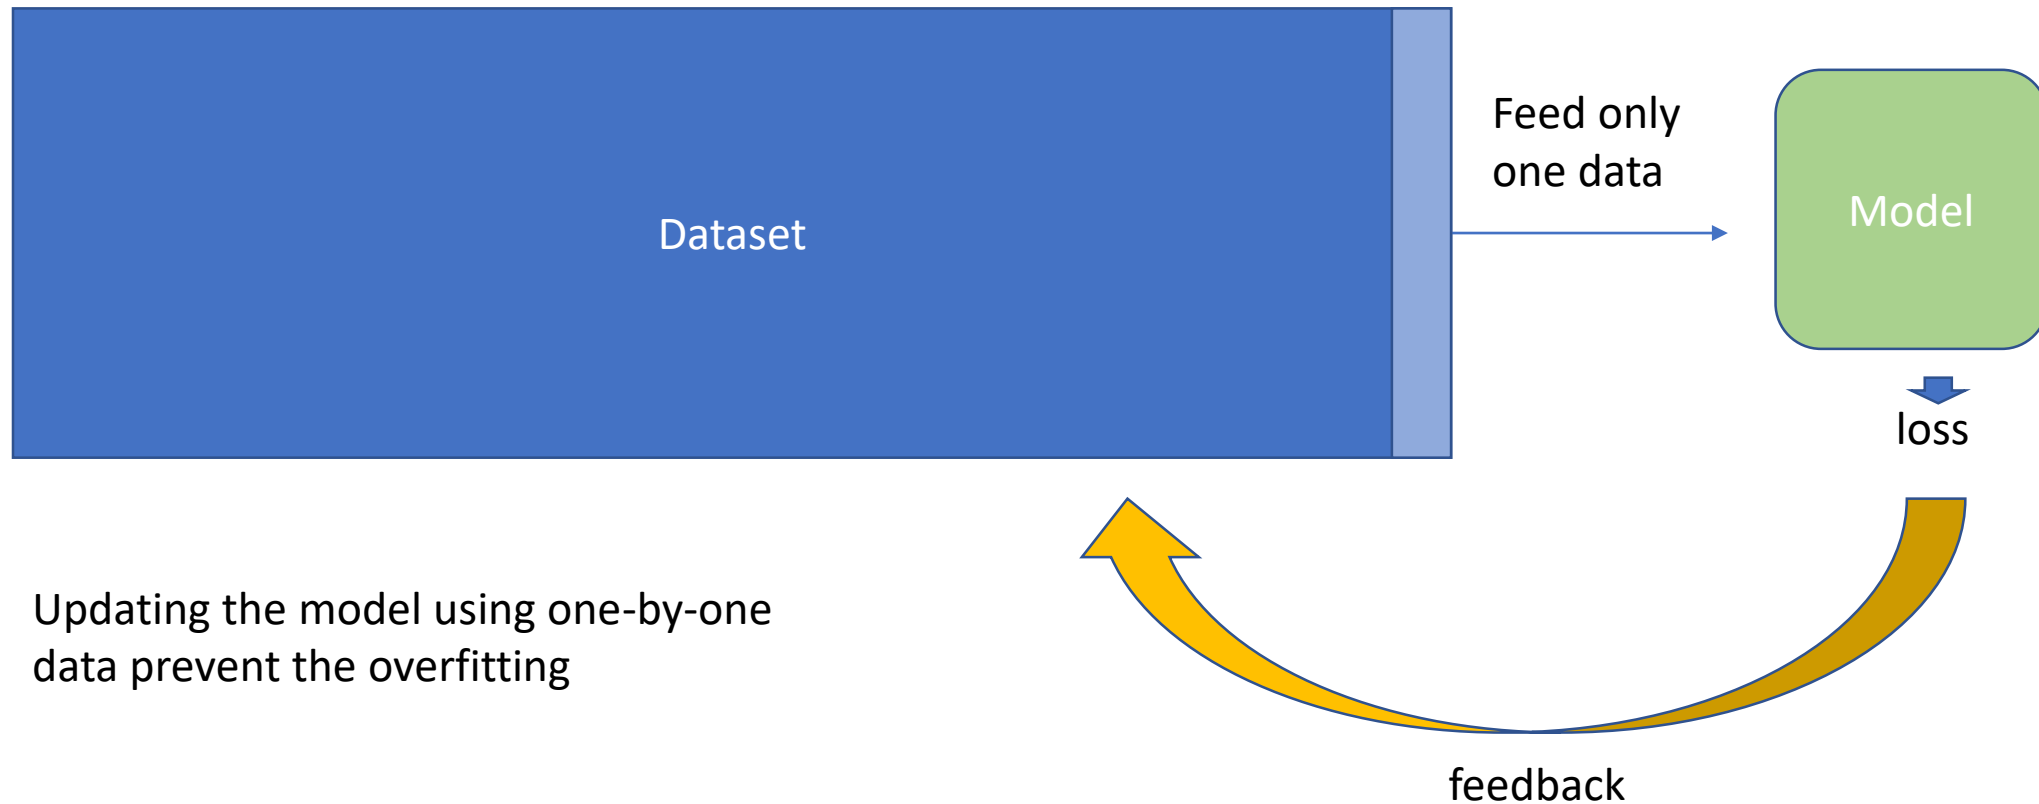 Dataset
Feed only
one data
Model
loss
Updating the model using one-by-one
data prevent the overfitting
feedback